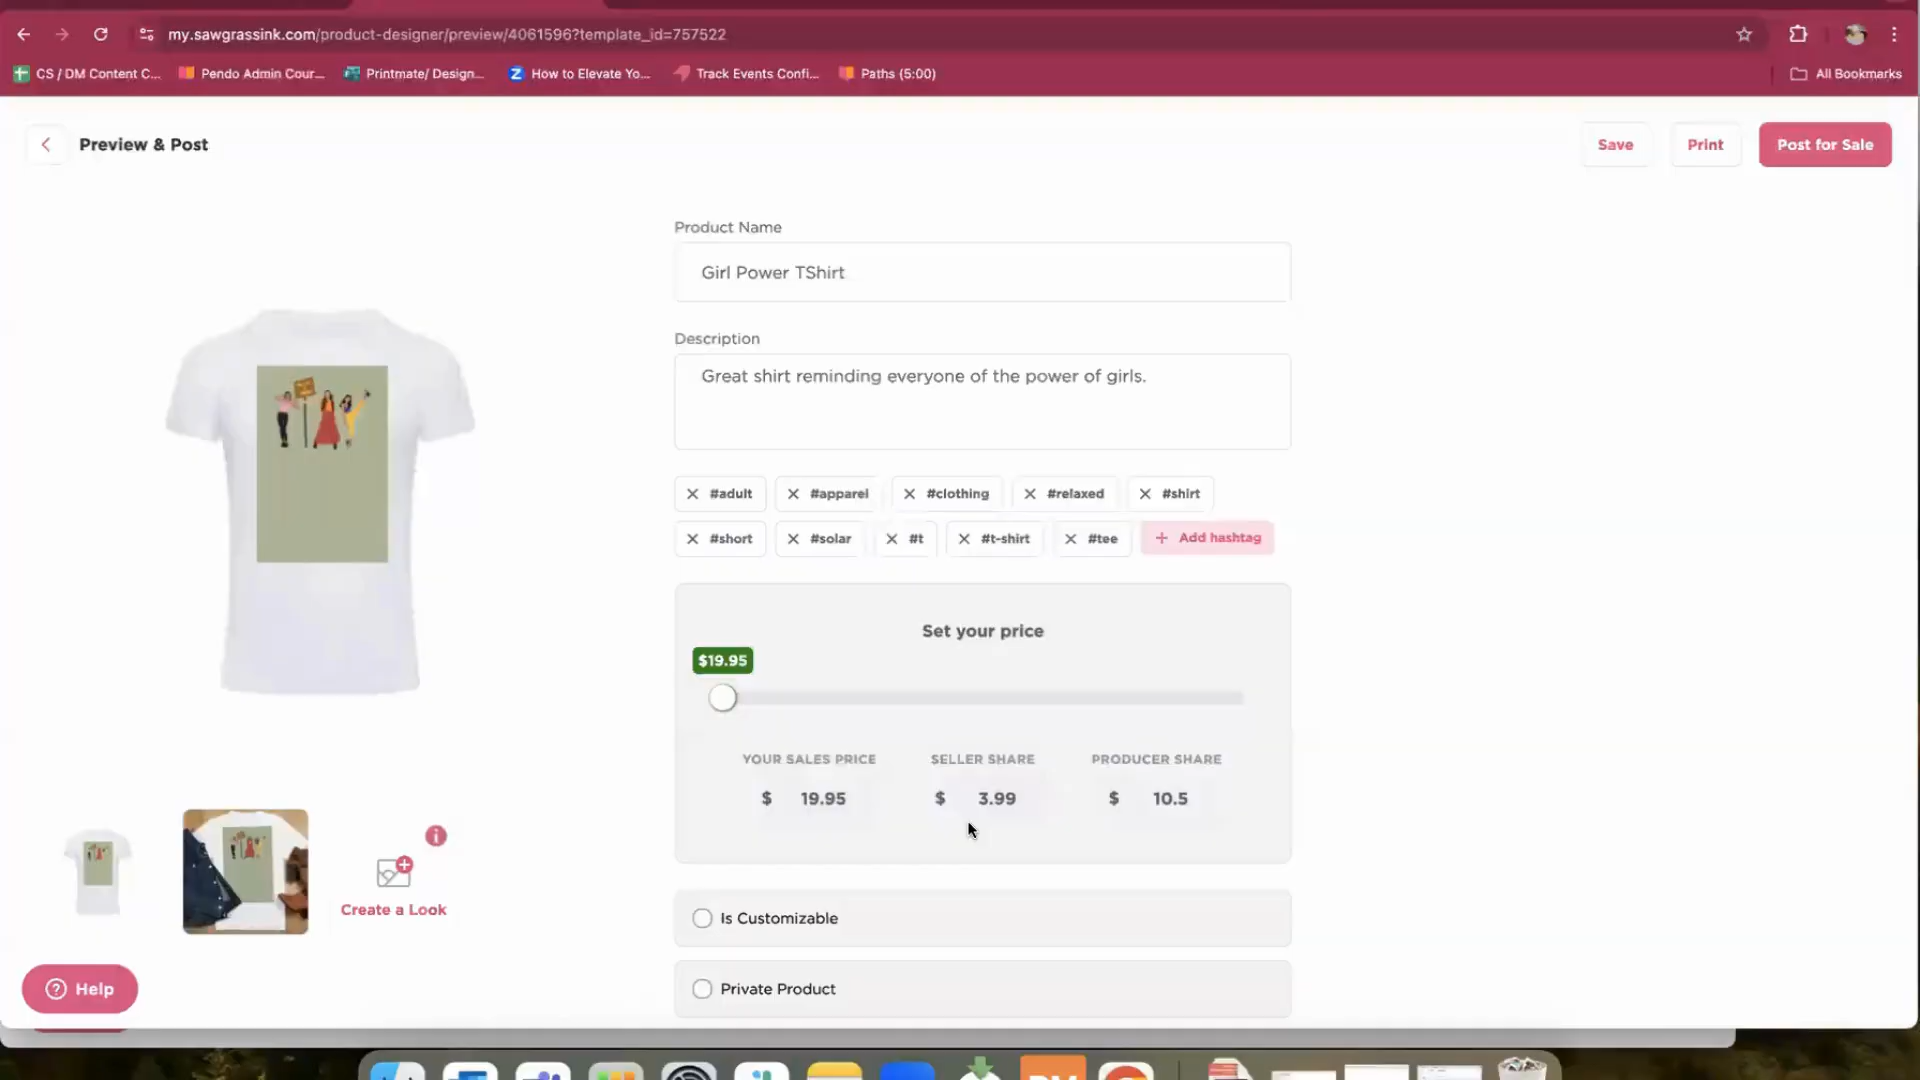 my.sawgrassink.com/product-designer/preview/4061596?template_id=757522
CS / DM Content C...
Pendo Admin Cour...
Printmate/ Design...
How to Elevate Yo...
Track Events Confi...
Paths (5:00)
All Bookmarks
Preview & Post
Save
Print
Post for Sale
Product Name
Girl Power TShirt
Description
Great shirt reminding everyone of the power of girls.
#adult
#apparel
#clothing
#relaxed
#shirt
#short
#solar
#t
#t-shirt
#tee
+ Add hashtag
Set your price
$19.95
YOUR SALES PRICE
SELLER SHARE
PRODUCER SHARE
$ 19.95
$ 3.99
$ 10.5
Create a Look
Is Customizable
Private Product
Help